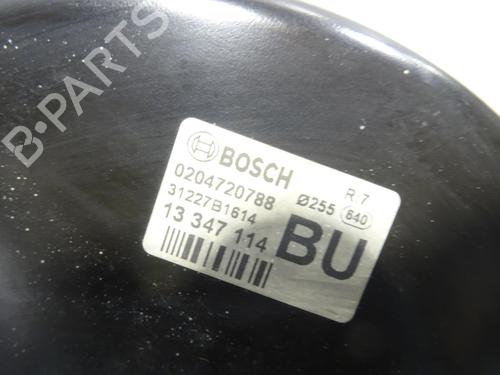 B-PARTS
BOSCH
R.7
0204720788 Ø255 640
31227B1614
13 347 114 BU